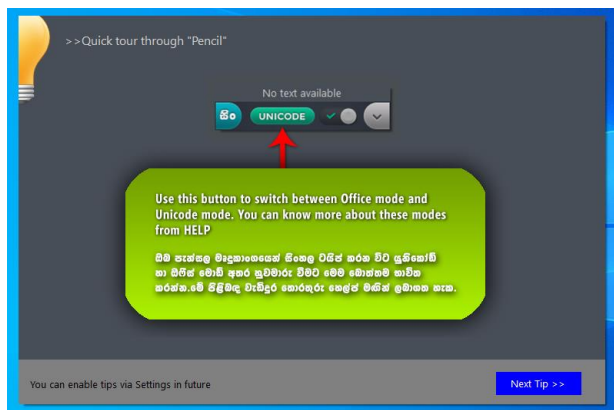 >>Quick tour through "Pencil"
No text available
සිං UNICODE
Use this button to switch between Office mode and
Unicode mode. You can know more about these modes
from HELP
ඔබ පැන්සල මෘදුකාංගයෙන් සිංහල ටයිප් කරන විට යුනිකෝඩ්
හා ඔෆිස් මෝඩ් අතර හුවමාරු වීමට මෙම බොත්තම භාවිත
කරන්න.මේ පිළිබඳ වැඩිදුර තොරතුරු හෙල්ප් මඟින් ලබාගත හැක.
You can enable tips via Settings in future
Next Tip >>